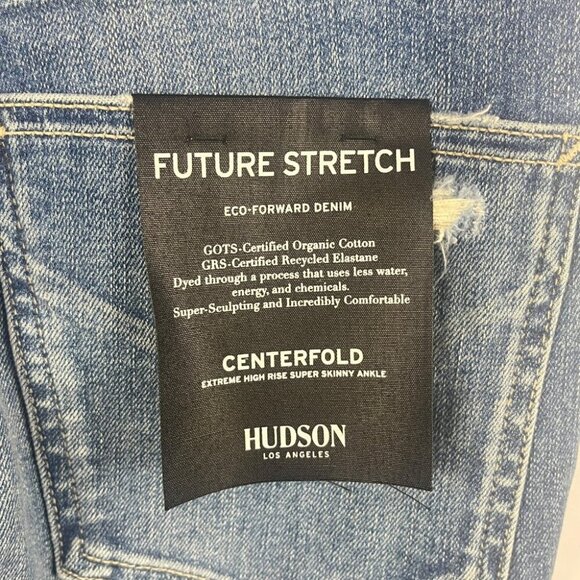 FUTURE STRETCH
ECO-FORWARD DENIM
GOTS-Certified Organic Cotton
GRS-Certified Recycled Elastane
Dyed through a process that uses less water,
energy, and chemicals.
Super-Sculpting and Incredibly Comfortable
CENTERFOLD
EXTREME HIGH RISE SUPER SKINNY ANKLE
HUDSON
LOS ANGELES